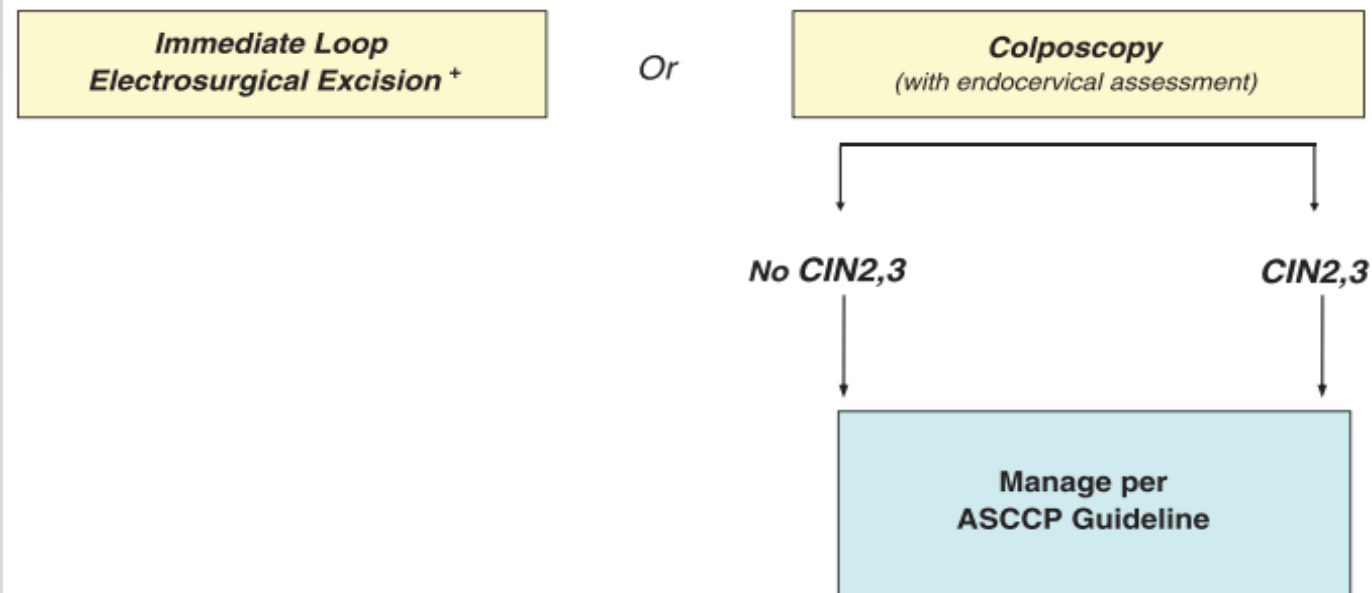 Immediate Loop
Electrosurgical Excision +
Or
Colposcopy
(with endocervical assessment)
No CIN2,3
CIN2,3
Manage per
ASCCP Guideline